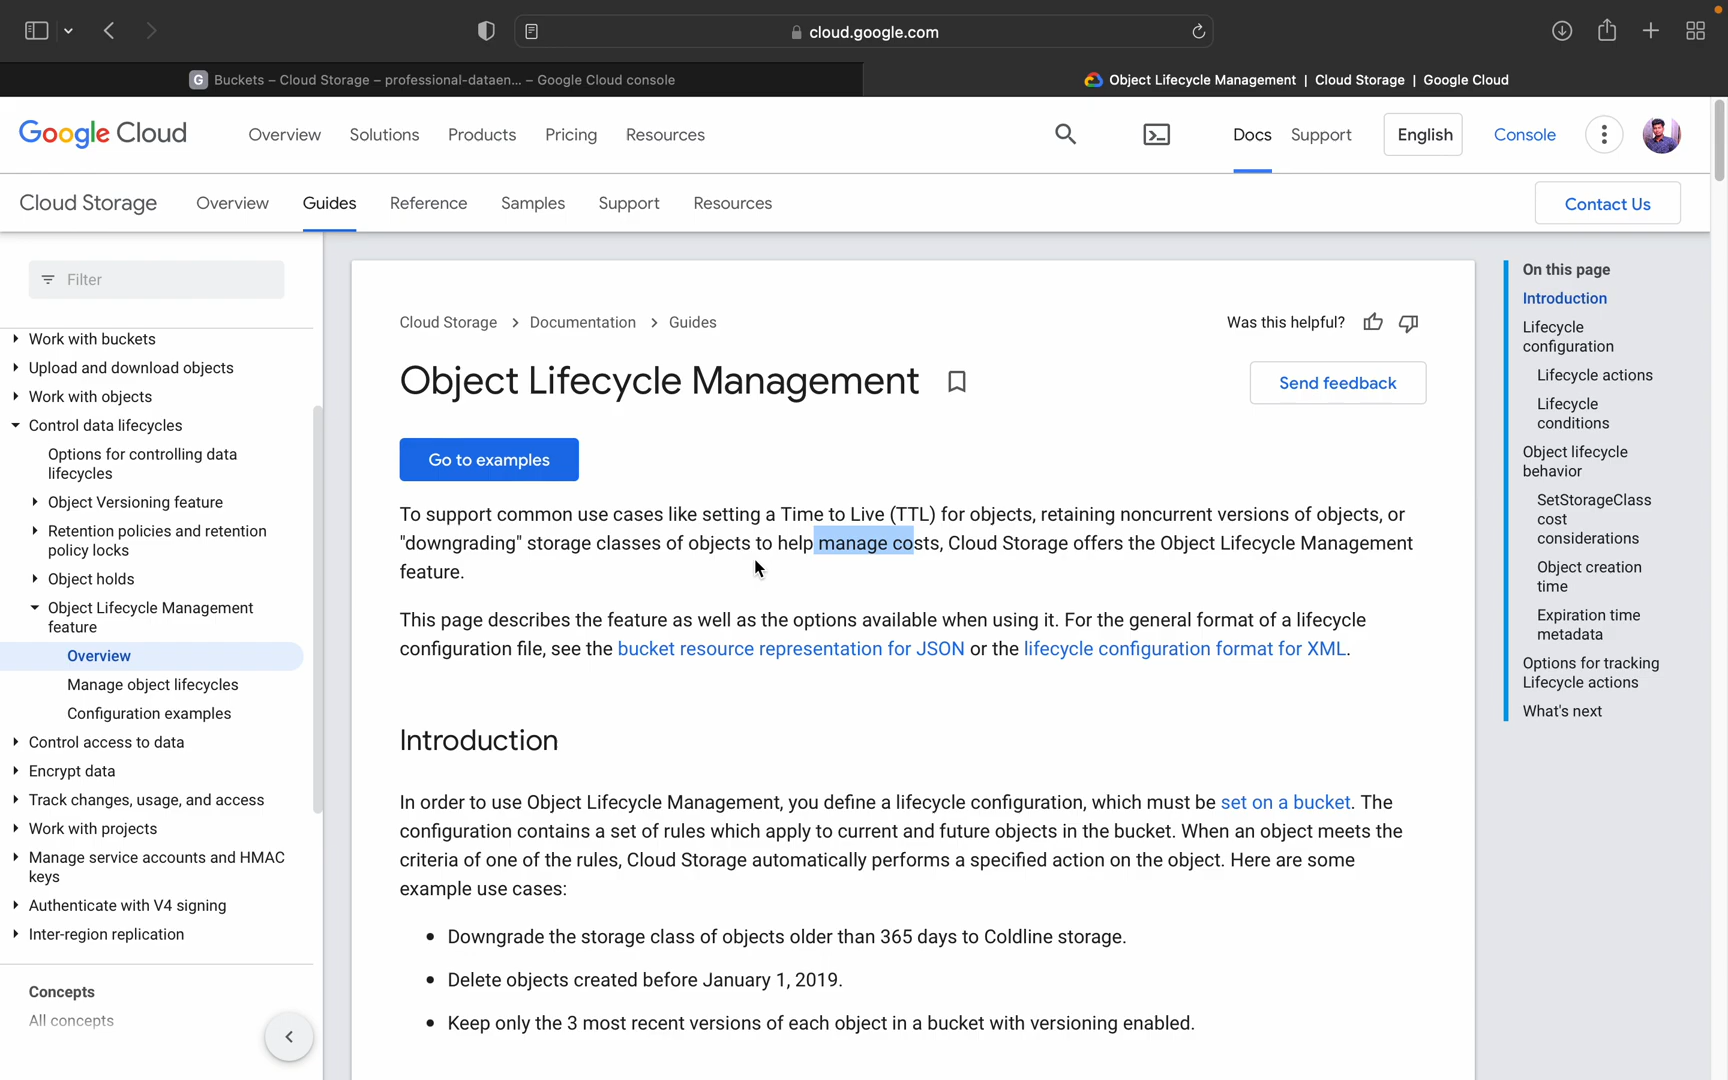 cloud.google.com
G Buckets – Cloud Storage – professional-dataen... – Google Cloud console
Object Lifecycle Management | Cloud Storage | Google Cloud
Google Cloud
Overview
Solutions
Products
Pricing
Resources
Docs
Support
English
Console
Cloud Storage
Overview
Guides
Reference
Samples
Support
Resources
Contact Us
Filter
Work with buckets
Upload and download objects
Work with objects
Control data lifecycles
Options for controlling data
lifecycles
Object Versioning feature
Retention policies and retention
policy locks
Object holds
Object Lifecycle Management
feature
Overview
Manage object lifecycles
Configuration examples
Control access to data
Encrypt data
Track changes, usage, and access
Work with projects
Manage service accounts and HMAC
keys
Authenticate with V4 signing
Inter-region replication
Concepts
All concepts
Cloud Storage > Documentation > Guides
Was this helpful?
Object Lifecycle Management
Send feedback
Go to examples
To support common use cases like setting a Time to Live (TTL) for objects, retaining noncurrent versions of objects, or
"downgrading" storage classes of objects to help manage costs, Cloud Storage offers the Object Lifecycle Management
feature.
This page describes the feature as well as the options available when using it. For the general format of a lifecycle
configuration file, see the bucket resource representation for JSON or the lifecycle configuration format for XML.
Introduction
In order to use Object Lifecycle Management, you define a lifecycle configuration, which must be set on a bucket. The
configuration contains a set of rules which apply to current and future objects in the bucket. When an object meets the
criteria of one of the rules, Cloud Storage automatically performs a specified action on the object. Here are some
example use cases:
• Downgrade the storage class of objects older than 365 days to Coldline storage.
• Delete objects created before January 1, 2019.
• Keep only the 3 most recent versions of each object in a bucket with versioning enabled.
On this page
Introduction
Lifecycle
configuration
Lifecycle actions
Lifecycle
conditions
Object lifecycle
behavior
SetStorageClass
cost
considerations
Object creation
time
Expiration time
metadata
Options for tracking
Lifecycle actions
What's next